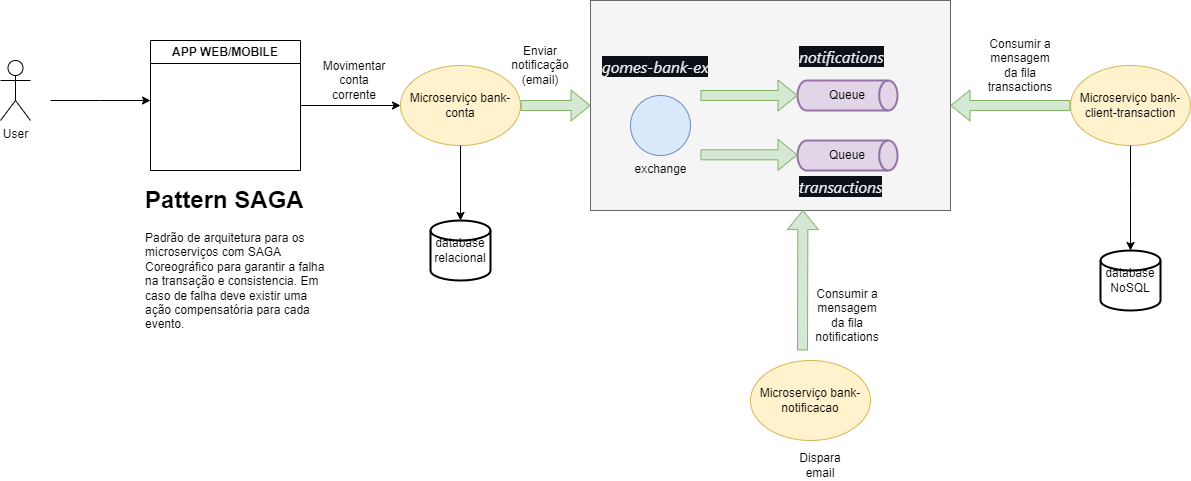 User
APP WEB/MOBILE
Movimentar
conta
corrente
Microserviço bank-
conta
Enviar
notificação
(email)
database
relacional
gomes-bank-ex
exchange
notifications
Queue
Queue
transactions
Consumir a
mensagem
da fila
transactions
Microserviço bank-
client-transaction
database
NoSQL
Pattern SAGA
Padrão de arquitetura para os
microserviços com SAGA
Coreográfico para garantir a falha
na transação e consistencia. Em
caso de falha deve existir uma
ação compensatória para cada
evento.
Consumir a
mensagem
da fila
notifications
Microserviço bank-
notificacao
Dispara
email